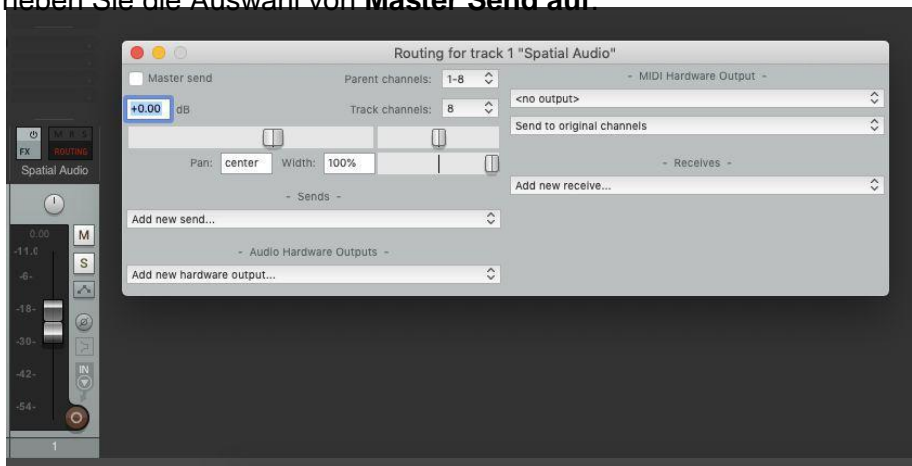 heben Sie die Auswahl von Master Send auf.
Routing for track 1 "Spatial Audio"
Master send
Parent channels: 1-8
+0.00 dB
Track channels: 8
Pan: center Width: 100%
- Sends -
Add new send...
- Audio Hardware Outputs -
Add new hardware output...
- MIDI Hardware Output -
<no output>
Send to original channels
- Receives -
Add new receive...
M R S
FX ROUTING
Spatial Audio
0.00
M
-11.0
S
-6-
-18-
-30-
IN
-42-
-54-
1